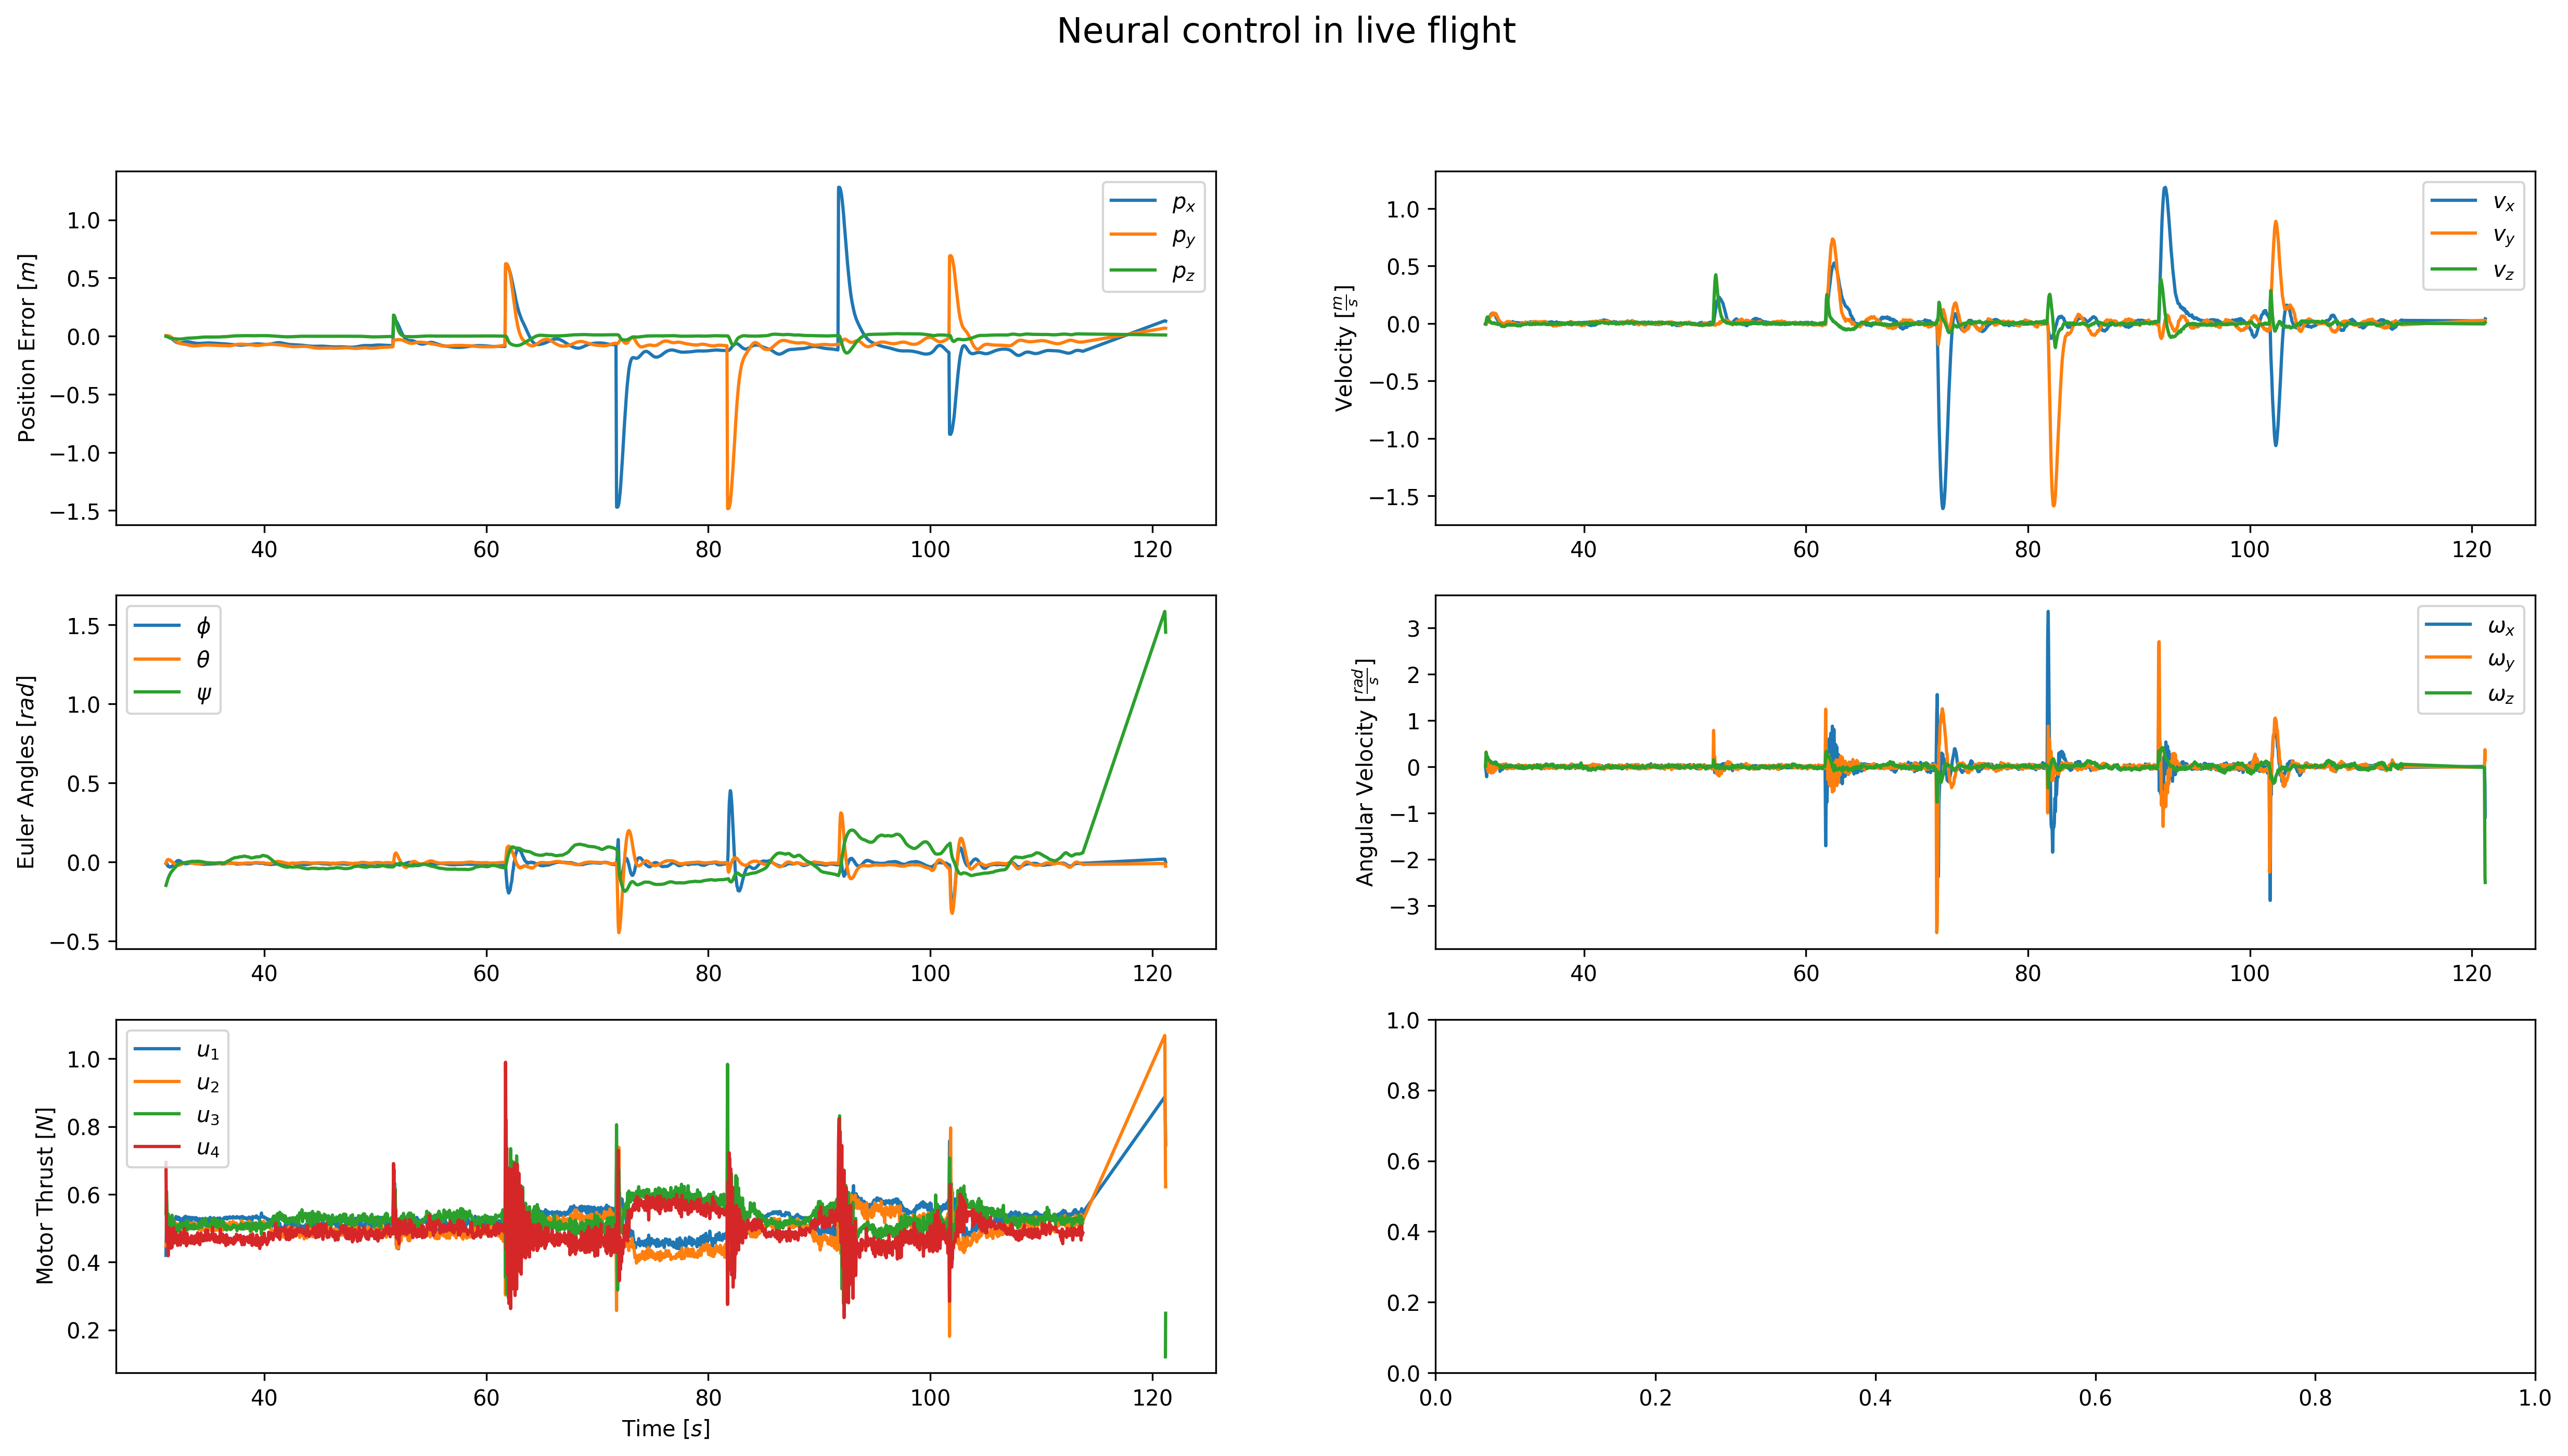 Neural control in live flight
Position Error [m]
1.0
0.5
0.0
−0.5
−1.0
−1.5
40 60 80 100 120
p_x
p_y
p_z
Velocity [m/s]
1.0
0.5
0.0
−0.5
−1.0
−1.5
40 60 80 100 120
v_x
v_y
v_z
Euler Angles [rad]
1.5
1.0
0.5
0.0
−0.5
40 60 80 100 120
ϕ
θ
ψ
Angular Velocity [rad/s]
3
2
1
0
−1
−2
−3
40 60 80 100 120
ω_x
ω_y
ω_z
Motor Thrust [N]
1.0
0.8
0.6
0.4
0.2
40 60 80 100 120
Time [s]
u_1
u_2
u_3
u_4
1.0
0.8
0.6
0.4
0.2
0.0
0.0 0.2 0.4 0.6 0.8 1.0